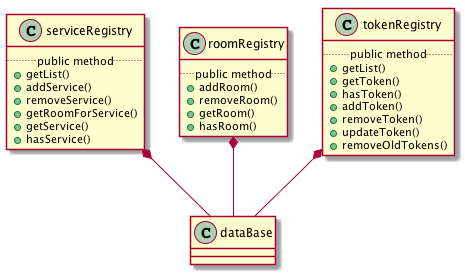 C serviceRegistry
public method
getList()
addService()
removeService()
getRoomForService()
getService()
hasService()
C roomRegistry
public method
addRoom()
removeRoom()
getRoom()
hasRoom()
C tokenRegistry
public method
getList()
getToken()
hasToken()
addToken()
removeToken()
updateToken()
removeOldTokens()
C dataBase